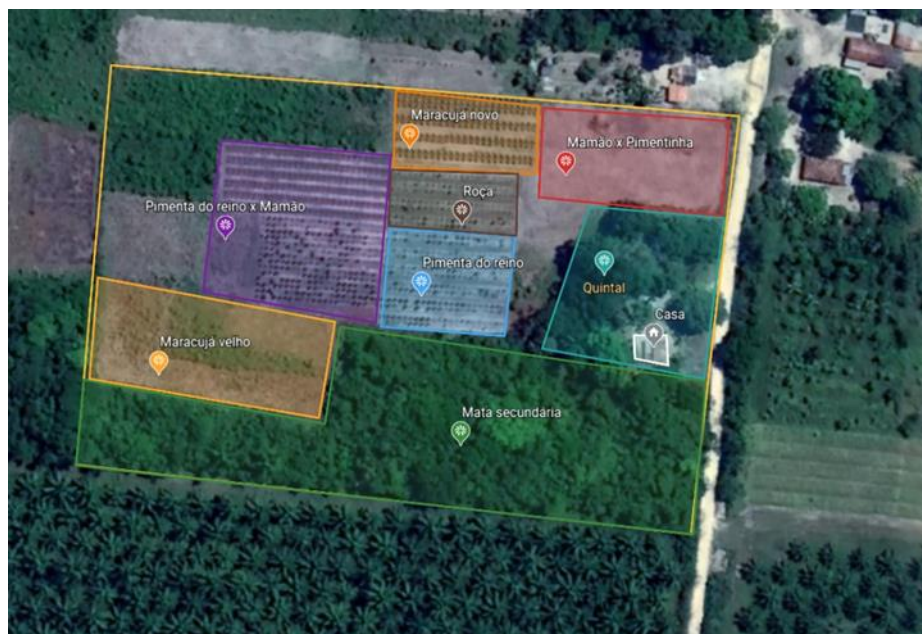 Maracujá novo
Mamão x Pimentinha
Roça
Pimenta do reino x Mamão
Pimenta do reino
Quintal
Casa
Maracujá velho
Mata secundária